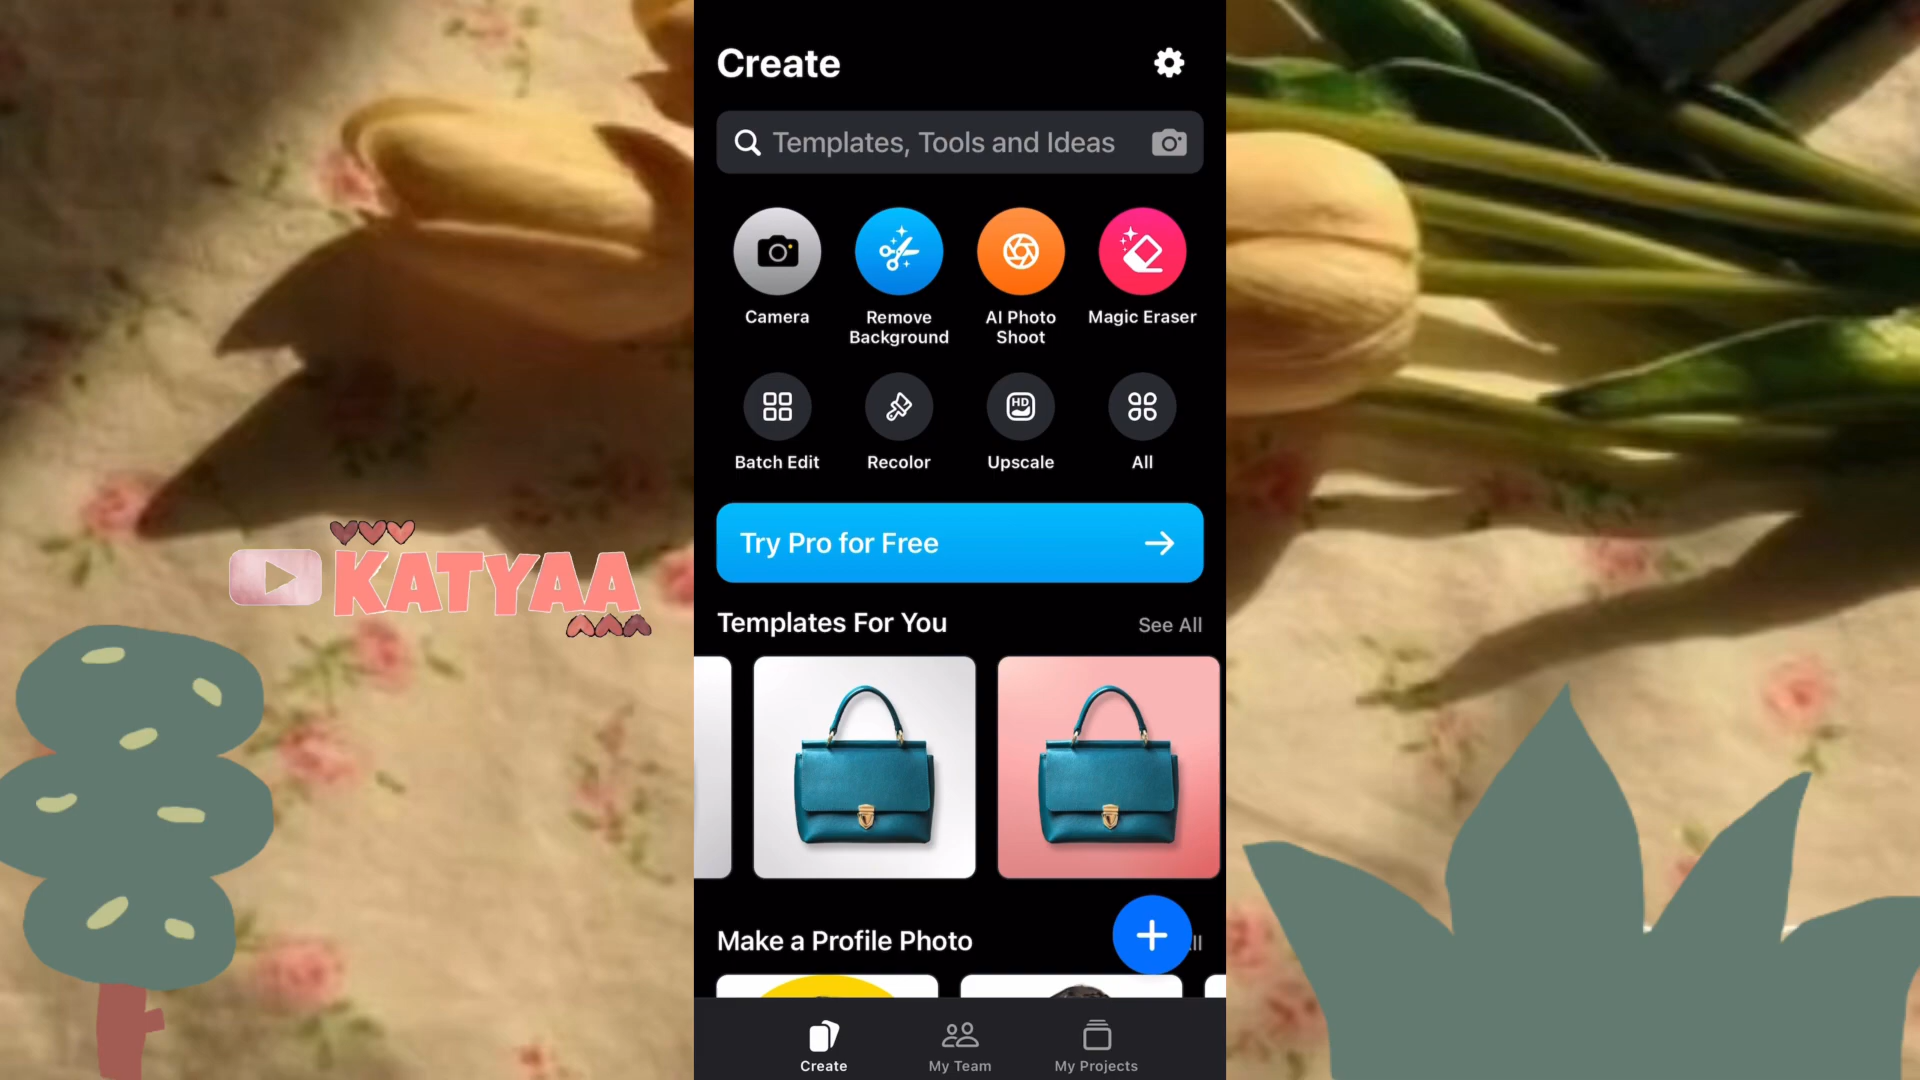 Create
Templates, Tools and Ideas
Camera
Remove
Background
AI Photo
Shoot
Magic Eraser
Batch Edit
Recolor
HD
Upscale
All
Try Pro for Free
KATYAA
Templates For You
See All
Make a Profile Photo
Create
My Team
My Projects